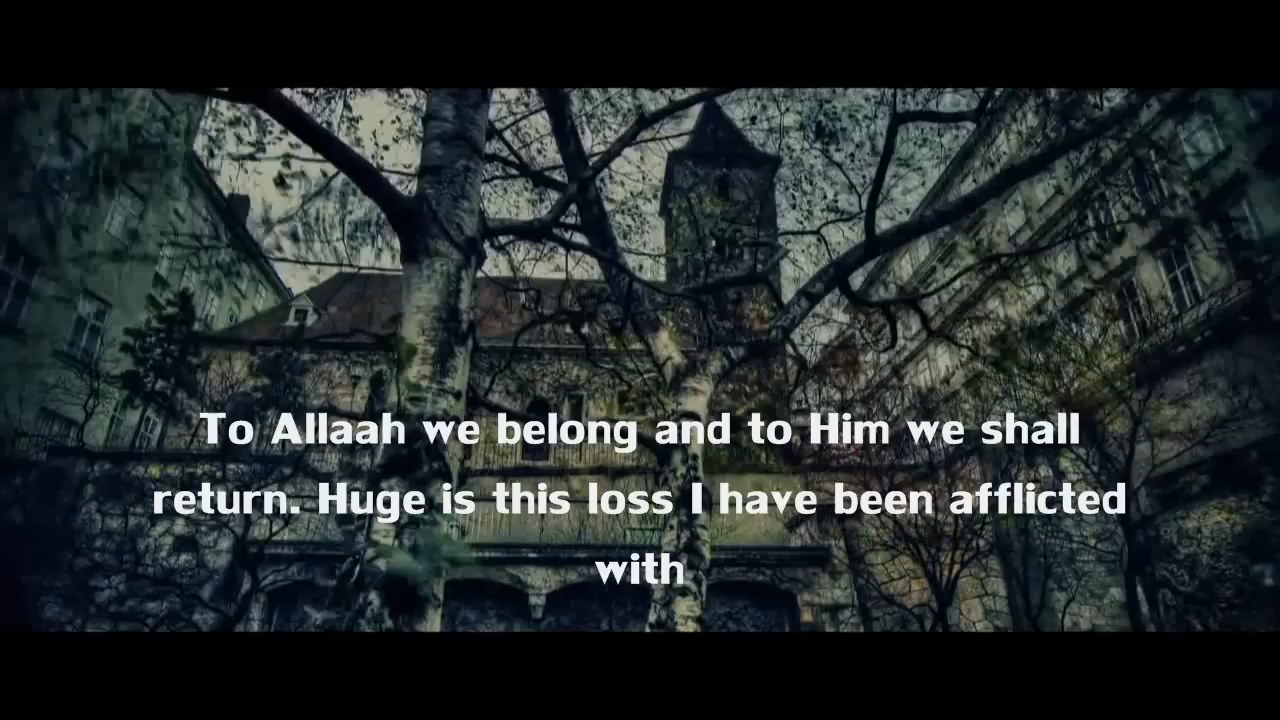 To Allaah we belong and to Him we shall
return. Huge is this loss I have been afflicted
with